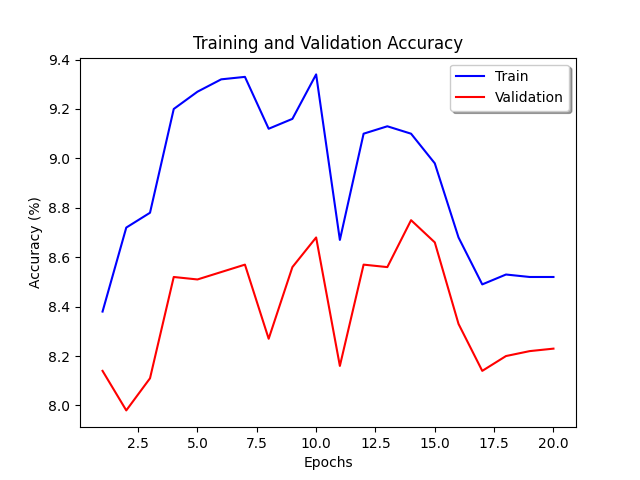 Training and Validation Accuracy
Train
Validation
9.4
9.2
9.0
8.8
8.6
8.4
8.2
8.0
Accuracy (%)
2.5 5.0 7.5 10.0 12.5 15.0 17.5 20.0
Epochs